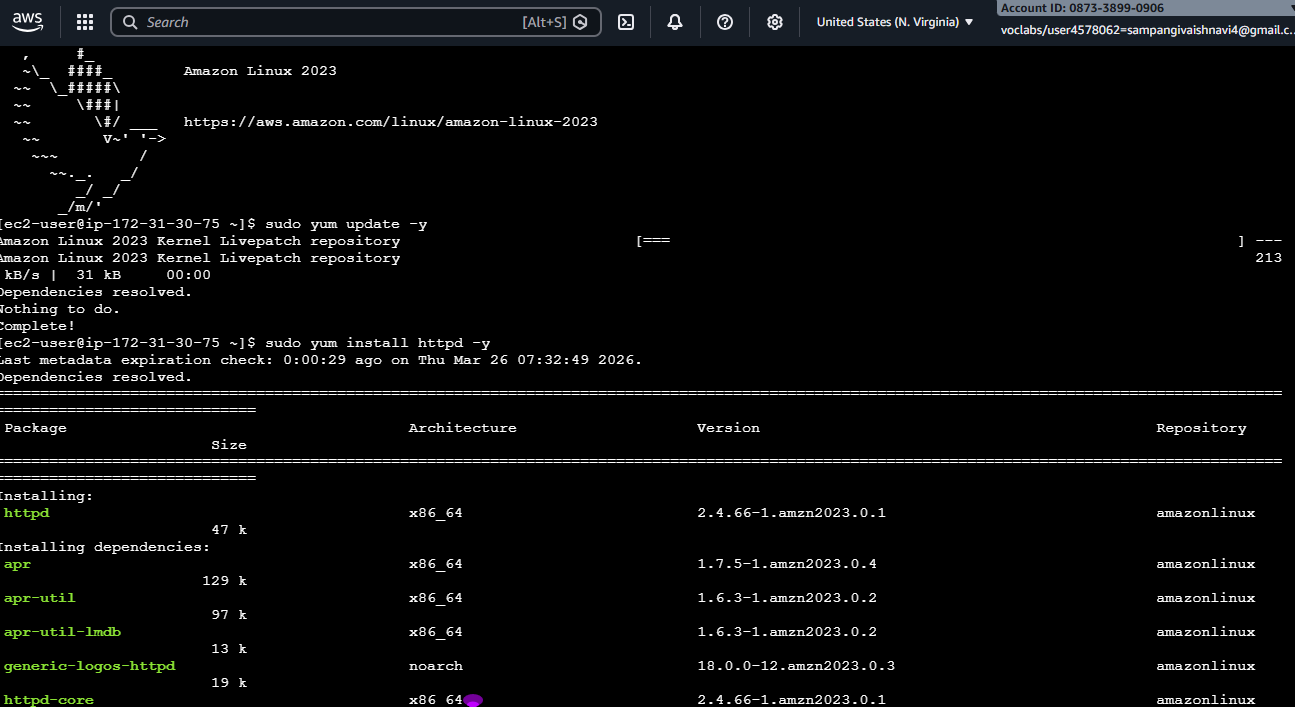 aws
Search [Alt+S] United States (N. Virginia) Account ID: 0873-3899-0906
voclabs/user4578062=sampangivaishnavi4@gmail.c...
,     #_
~\_  ####_        Amazon Linux 2023
~~  \_#####\
~~     \###|
~~       \#/ ___   https://aws.amazon.com/linux/amazon-linux-2023
~~       V~' '->
~~~         /
~~._.   _/
_/ _/
_/m/'
[ec2-user@ip-172-31-30-75 ~]$ sudo yum update -y
Amazon Linux 2023 Kernel Livepatch repository [=== ] ---
Amazon Linux 2023 Kernel Livepatch repository 213
kB/s | 31 kB 00:00
Dependencies resolved.
Nothing to do.
Complete!
[ec2-user@ip-172-31-30-75 ~]$ sudo yum install httpd -y
Last metadata expiration check: 0:00:29 ago on Thu Mar 26 07:32:49 2026.
Dependencies resolved.
Package Architecture Version Repository
Size
Installing:
httpd x86_64 2.4.66-1.amzn2023.0.1 amazonlinux
47 k
Installing dependencies:
apr x86_64 1.7.5-1.amzn2023.0.4 amazonlinux
129 k
apr-util x86_64 1.6.3-1.amzn2023.0.2 amazonlinux
97 k
apr-util-lmdb x86_64 1.6.3-1.amzn2023.0.2 amazonlinux
13 k
generic-logos-httpd noarch 18.0.0-12.amzn2023.0.3 amazonlinux
19 k
httpd-core x86_64 2.4.66-1.amzn2023.0.1 amazonlinux